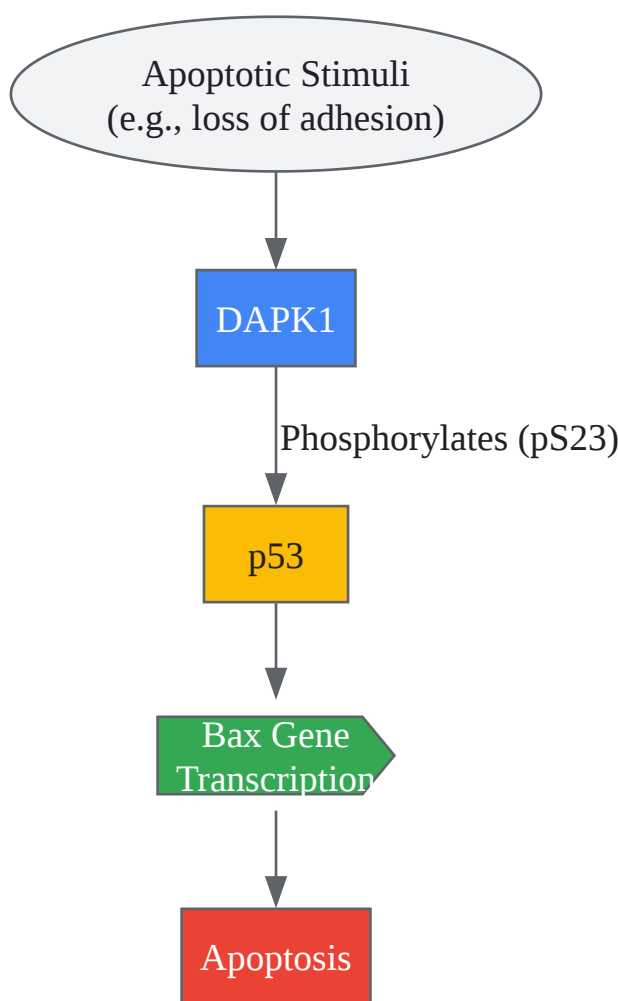 Apoptotic Stimuli
(e.g., loss of adhesion)
DAPK1
Phosphorylates (pS23)
p53
Bax Gene
Transcription
Apoptosis